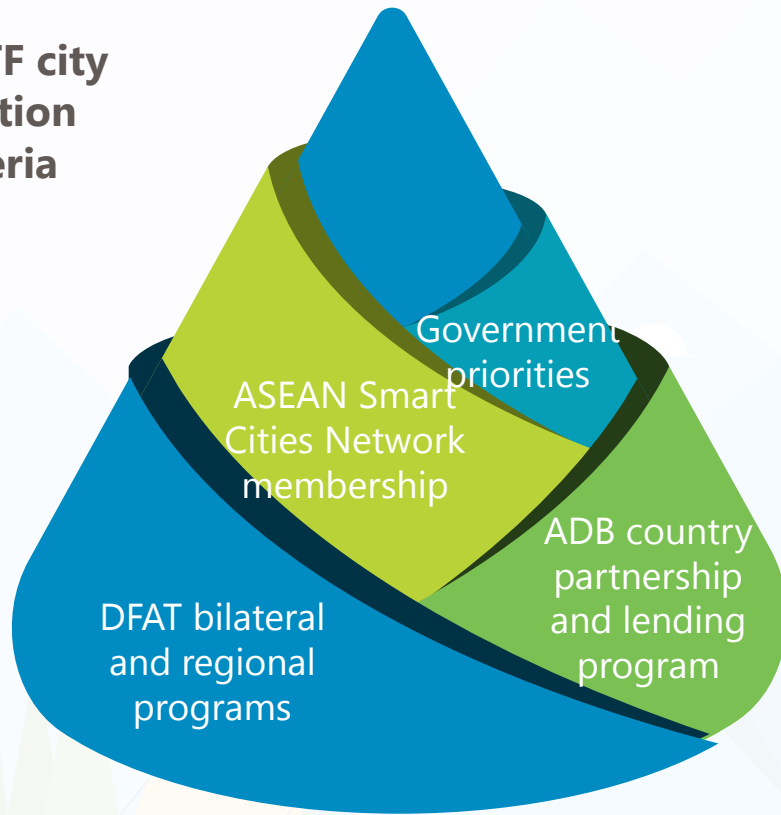 F city
tion
eria
Government
priorities
ASEAN Smart
Cities Network
membership
ADB country
partnership
and lending
program
DFAT bilateral
and regional
programs